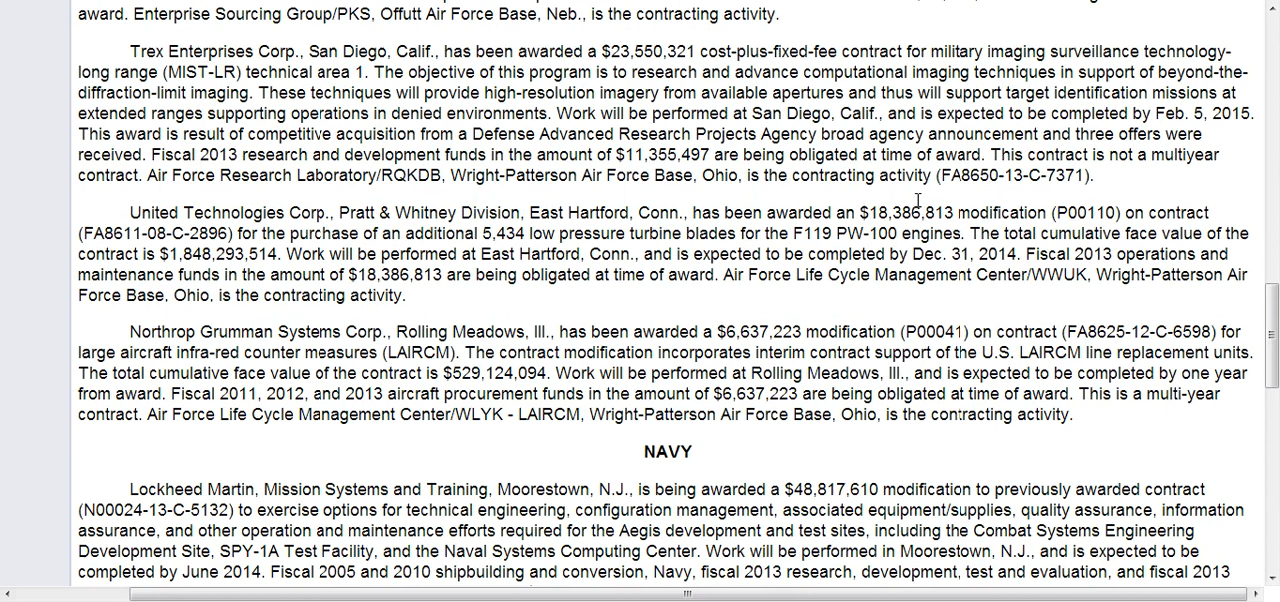 award. Enterprise Sourcing Group/PKS, Offutt Air Force Base, Neb., is the contracting activity.
Trex Enterprises Corp., San Diego, Calif., has been awarded a $23,550,321 cost-plus-fixed-fee contract for military imaging surveillance technology-
long range (MIST-LR) technical area 1. The objective of this program is to research and advance computational imaging techniques in support of beyond-the-
diffraction-limit imaging. These techniques will provide high-resolution imagery from available apertures and thus will support target identification missions at
extended ranges supporting operations in denied environments. Work will be performed at San Diego, Calif., and is expected to be completed by Feb. 5, 2015.
This award is result of competitive acquisition from a Defense Advanced Research Projects Agency broad agency announcement and three offers were
received. Fiscal 2013 research and development funds in the amount of $11,355,497 are being obligated at time of award. This contract is not a multiyear
contract. Air Force Research Laboratory/RQKDB, Wright-Patterson Air Force Base, Ohio, is the contracting activity (FA8650-13-C-7371).
United Technologies Corp., Pratt & Whitney Division, East Hartford, Conn., has been awarded an $18,386,813 modification (P00110) on contract
(FA8611-08-C-2896) for the purchase of an additional 5,434 low pressure turbine blades for the F119 PW-100 engines. The total cumulative face value of the
contract is $1,848,293,514. Work will be performed at East Hartford, Conn., and is expected to be completed by Dec. 31, 2014. Fiscal 2013 operations and
maintenance funds in the amount of $18,386,813 are being obligated at time of award. Air Force Life Cycle Management Center/WWUK, Wright-Patterson Air
Force Base, Ohio, is the contracting activity.
Northrop Grumman Systems Corp., Rolling Meadows, Ill., has been awarded a $6,637,223 modification (P00041) on contract (FA8625-12-C-6598) for
large aircraft infra-red counter measures (LAIRCM). The contract modification incorporates interim contract support of the U.S. LAIRCM line replacement units.
The total cumulative face value of the contract is $529,124,094. Work will be performed at Rolling Meadows, Ill., and is expected to be completed by one year
from award. Fiscal 2011, 2012, and 2013 aircraft procurement funds in the amount of $6,637,223 are being obligated at time of award. This is a multi-year
contract. Air Force Life Cycle Management Center/WLYK - LAIRCM, Wright-Patterson Air Force Base, Ohio, is the contracting activity.
NAVY
Lockheed Martin, Mission Systems and Training, Moorestown, N.J., is being awarded a $48,817,610 modification to previously awarded contract
(N00024-13-C-5132) to exercise options for technical engineering, configuration management, associated equipment/supplies, quality assurance, information
assurance, and other operation and maintenance efforts required for the Aegis development and test sites, including the Combat Systems Engineering
Development Site, SPY-1A Test Facility, and the Naval Systems Computing Center. Work will be performed in Moorestown, N.J., and is expected to be
completed by June 2014. Fiscal 2005 and 2010 shipbuilding and conversion, Navy, fiscal 2013 research, development, test and evaluation, and fiscal 2013